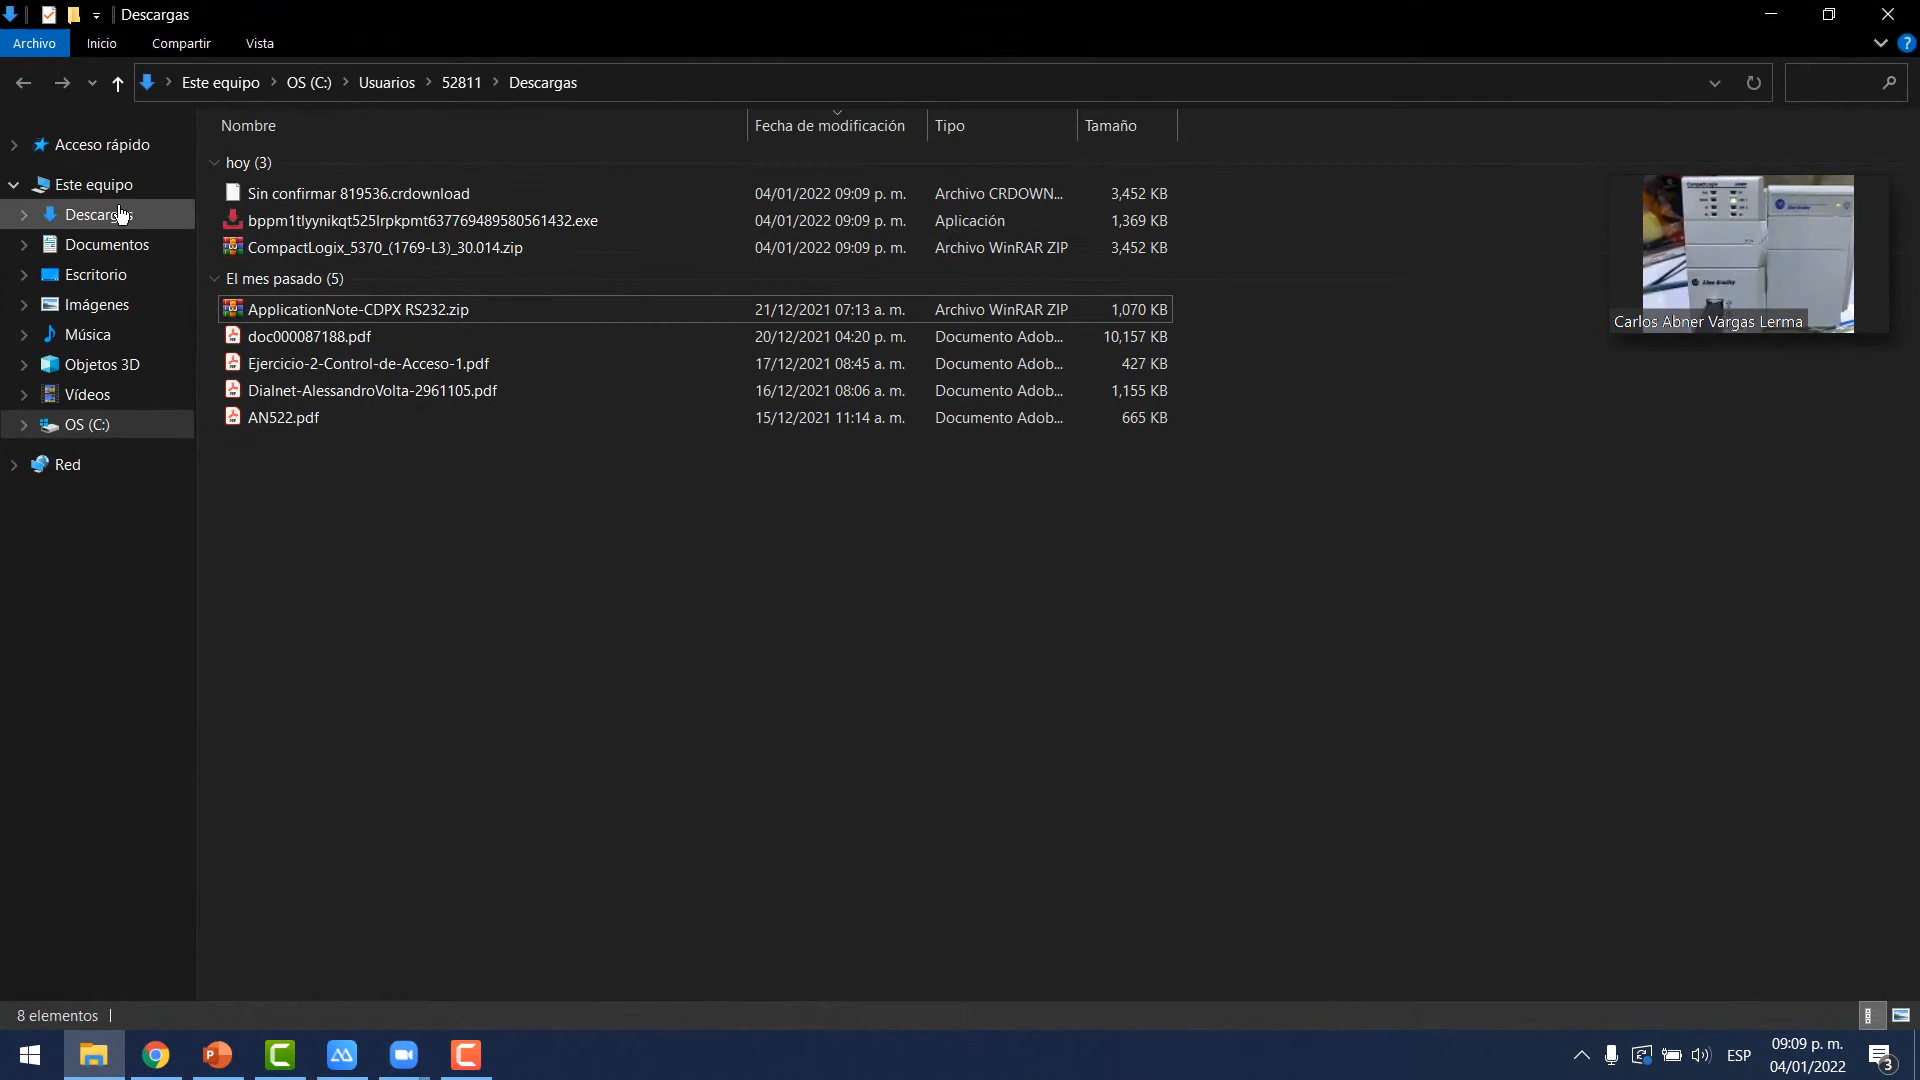 Descargas
Archivo Inicio Compartir Vista
Este equipo OS (C:) Usuarios 52811 Descargas
Nombre Fecha de modificación Tipo Tamaño
Acceso rápido
Este equipo
Descargas
Documentos
Escritorio
Imágenes
Música
Objetos 3D
Vídeos
OS (C:)
Red
hoy (3)
Sin confirmar 819536.crdownload 04/01/2022 09:09 p. m. Archivo CRDOWN... 3,452 KB
bppm1tlyynikqt525lrpkpmt637769489580561432.exe 04/01/2022 09:09 p. m. Aplicación 1,369 KB
CompactLogix_5370_(1769-L3)_30.014.zip 04/01/2022 09:09 p. m. Archivo WinRAR ZIP 3,452 KB
El mes pasado (5)
ApplicationNote-CDPX RS232.zip 21/12/2021 07:13 a. m. Archivo WinRAR ZIP 1,070 KB
doc000087188.pdf 20/12/2021 04:20 p. m. Documento Adob... 10,157 KB
Ejercicio-2-Control-de-Acceso-1.pdf 17/12/2021 08:45 a. m. Documento Adob... 427 KB
Dialnet-AlessandroVolta-2961105.pdf 16/12/2021 08:06 a. m. Documento Adob... 1,155 KB
AN522.pdf 15/12/2021 11:14 a. m. Documento Adob... 665 KB
CompactLogix
Allen-Bradley
Allen-Bradley
Carlos Abner Vargas Lerma
8 elementos
ESP
09:09 p. m.
04/01/2022
3